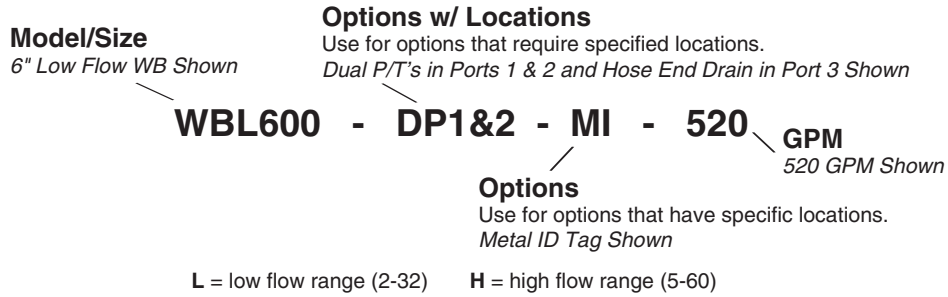 Options w/ Locations
Use for options that require specified locations.
Dual P/T's in Ports 1 & 2 and Hose End Drain in Port 3 Shown
Model/Size
6" Low Flow WB Shown
WBL600 - DP1&2 - MI - 520
GPM
520 GPM Shown
Options
Use for options that have specific locations.
Metal ID Tag Shown
L = low flow range (2-32) H = high flow range (5-60)